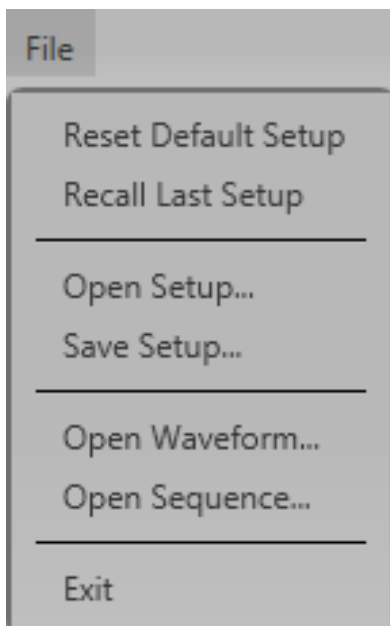 File
Reset Default Setup
Recall Last Setup
Open Setup...
Save Setup...
Open Waveform...
Open Sequence...
Exit